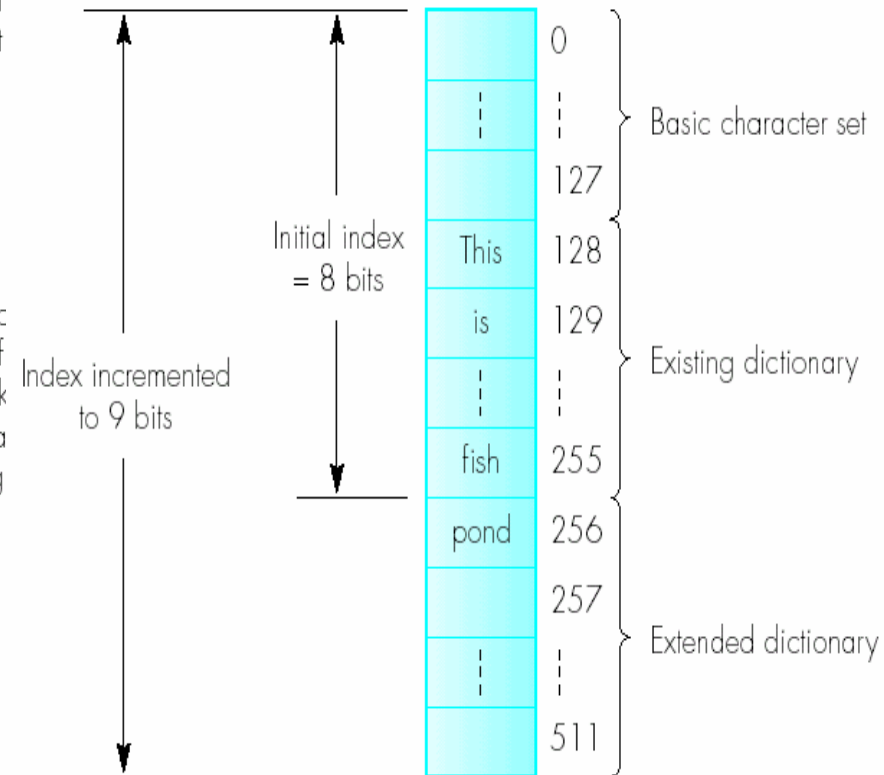 0
Basic character set
127
Initial index
= 8 bits
This 128
is 129
Existing dictionary
Index incremented
to 9 bits
fish 255
pond 256
257
Extended dictionary
511